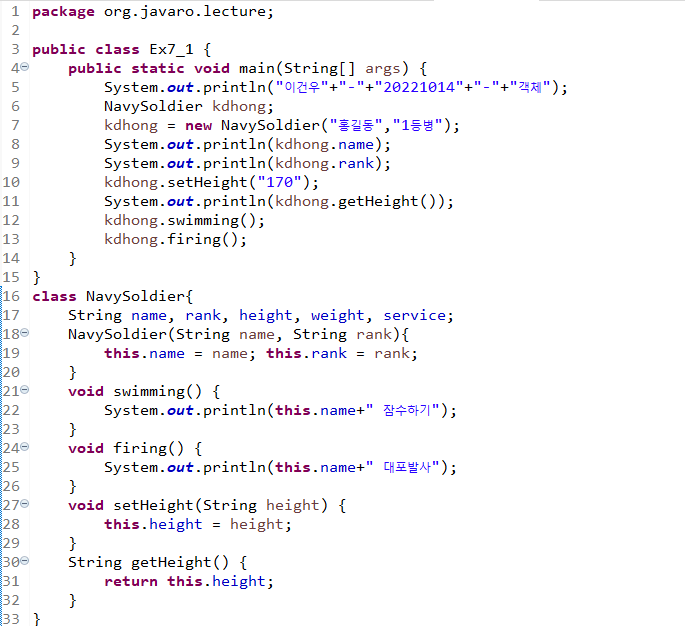 1 package org.javaro.lecture;
2
3 public class Ex7_1 {
4 public static void main(String[] args) {
5 System.out.println("이건우"+"-"+"20221014"+"-"+"객체");
6 NavySoldier kdhong;
7 kdhong = new NavySoldier("홍길동","1등병");
8 System.out.println(kdhong.name);
9 System.out.println(kdhong.rank);
10 kdhong.setHeight("170");
11 System.out.println(kdhong.getHeight());
12 kdhong.swimming();
13 kdhong.firing();
14 }
15 }
16 class NavySoldier{
17 String name, rank, height, weight, service;
18 NavySoldier(String name, String rank){
19 this.name = name; this.rank = rank;
20 }
21 void swimming() {
22 System.out.println(this.name+" 잠수하기");
23 }
24 void firing() {
25 System.out.println(this.name+" 대포발사");
26 }
27 void setHeight(String height) {
28 this.height = height;
29 }
30 String getHeight() {
31 return this.height;
32 }
33 }